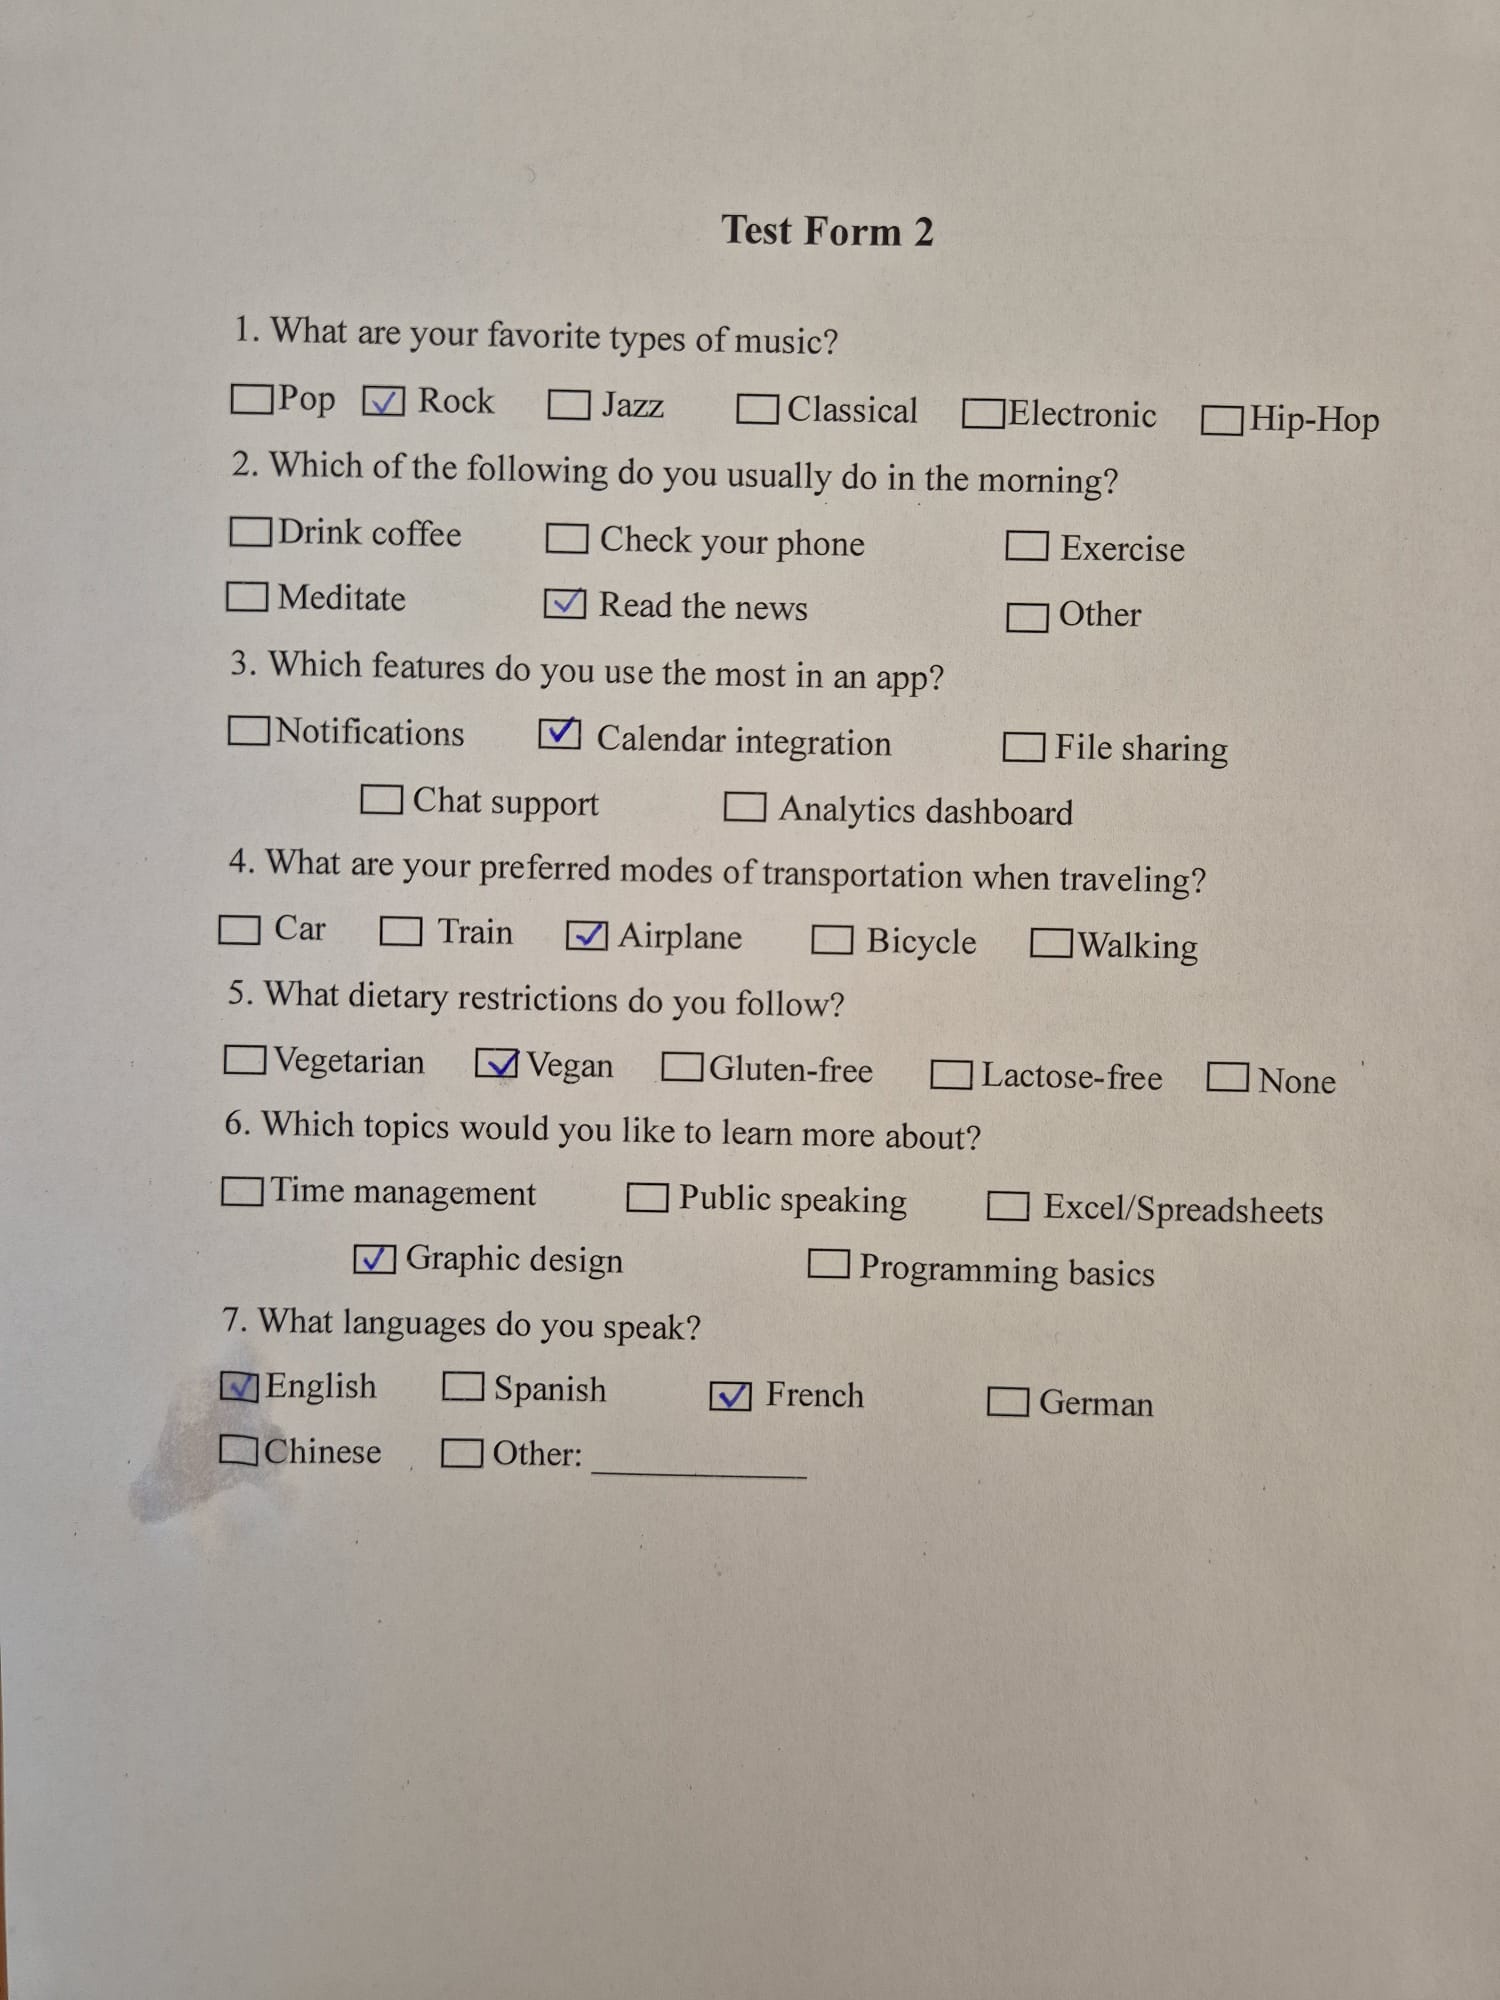 Test Form 2
1. What are your favorite types of music?
☐ Pop ☑ Rock ☐ Jazz ☐ Classical ☐ Electronic ☐ Hip-Hop
2. Which of the following do you usually do in the morning?
☐ Drink coffee ☐ Check your phone ☐ Exercise
☐ Meditate ☑ Read the news ☐ Other
3. Which features do you use the most in an app?
☐ Notifications ☑ Calendar integration ☐ File sharing
☐ Chat support ☐ Analytics dashboard
4. What are your preferred modes of transportation when traveling?
☐ Car ☐ Train ☑ Airplane ☐ Bicycle ☐ Walking
5. What dietary restrictions do you follow?
☐ Vegetarian ☑ Vegan ☐ Gluten-free ☐ Lactose-free ☐ None
6. Which topics would you like to learn more about?
☐ Time management ☐ Public speaking ☐ Excel/Spreadsheets
☑ Graphic design ☐ Programming basics
7. What languages do you speak?
☑ English ☐ Spanish ☑ French ☐ German
☐ Chinese ☐ Other: ___________